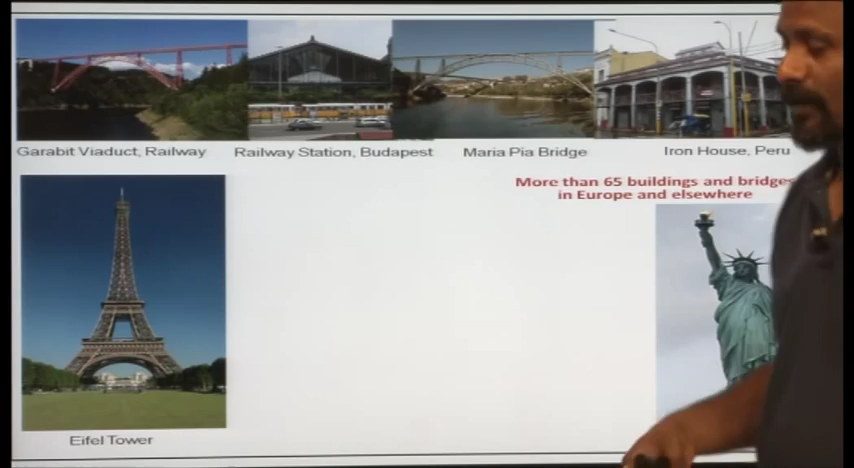 Garabit Viaduct, Railway
Railway Station, Budapest
Maria Pia Bridge
Iron House, Peru
More than 65 buildings and bridges
in Europe and elsewhere
Eifel Tower